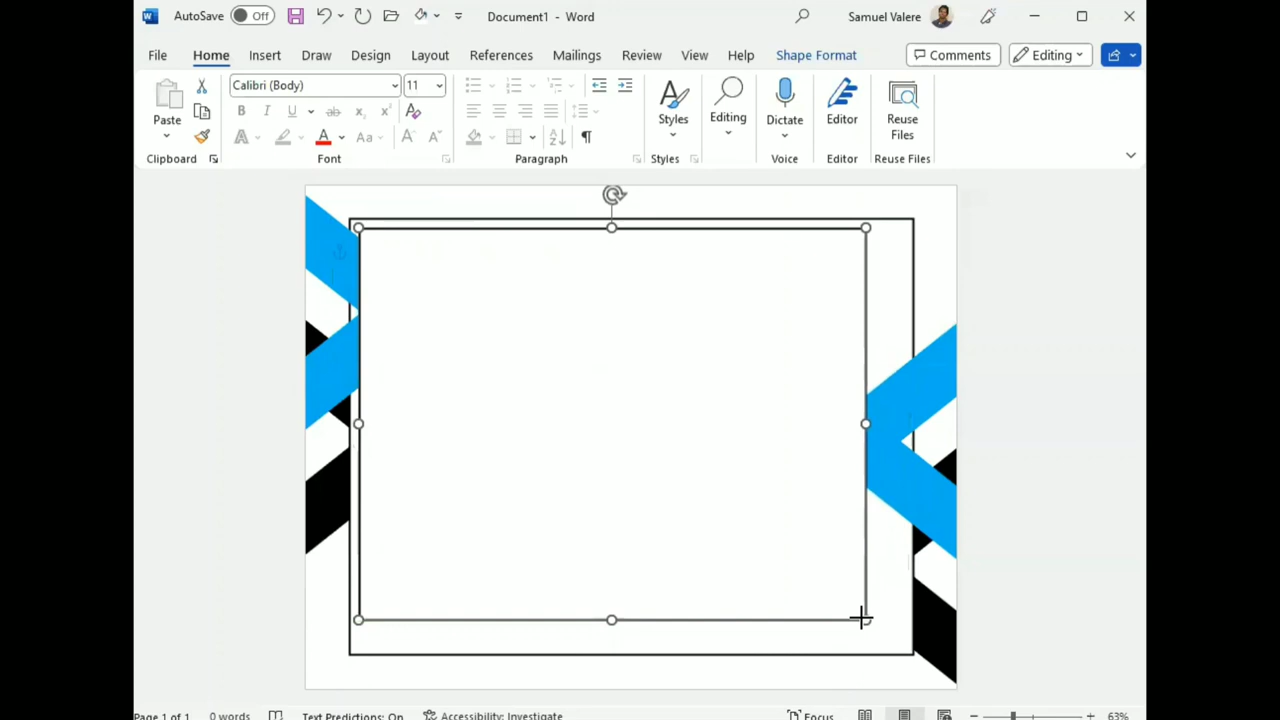 AutoSave Off Document1 - Word Samuel Valere
File Home Insert Draw Design Layout References Mailings Review View Help Shape Format Comments Editing
Calibri (Body) 11
Paste Styles Editing Dictate Editor Reuse Files
Clipboard Font Paragraph Styles Voice Editor Reuse Files
Page 1 of 1 0 words Text Predictions: On Accessibility: Investigate Focus 63%